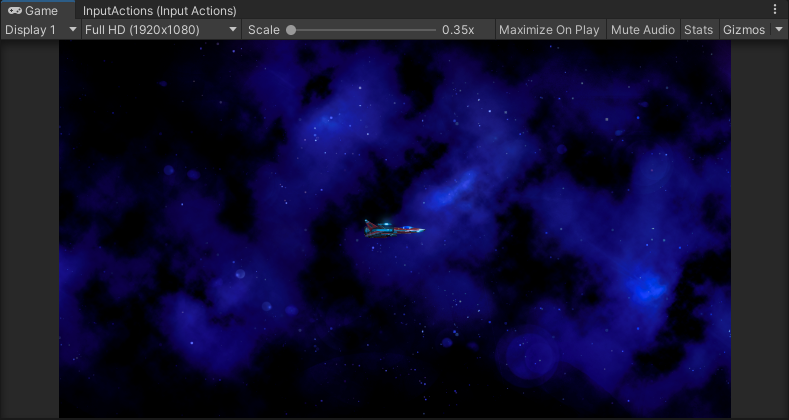 Game InputActions (Input Actions)
Display 1 Full HD (1920x1080) Scale 0.35x Maximize On Play Mute Audio Stats Gizmos